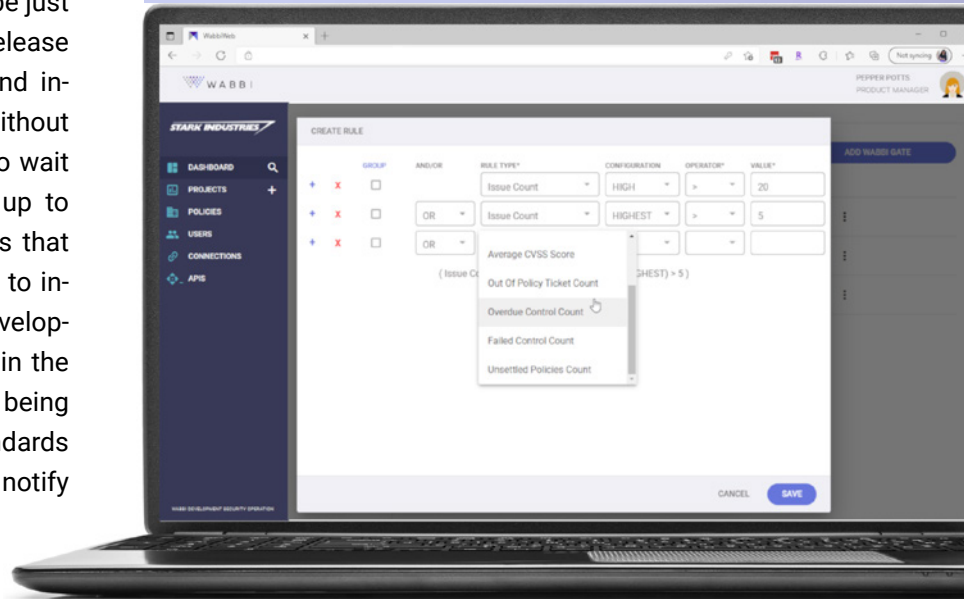 be just
elease
nd in-
ithout
o wait
up to
s that
to in-
evelop-
in the
being
ndards
notify
WabbiWeb
Not syncing
WABBI
PEPPER POTTS
PRODUCT MANAGER
STARK INDUSTRIES
DASHBOARD
PROJECTS
POLICIES
USERS
CONNECTIONS
APIS
WABBI DEVELOPMENT SECURITY OPERATION
ADD WABBI GATE
CREATE RULE
GROUP AND/OR RULE TYPE* CONFIGURATION OPERATOR* VALUE*
+ X Issue Count HIGH > 20
+ X OR Issue Count HIGHEST > 5
+ X OR
Average CVSS Score
( Issue Co GHEST) > 5 )
Out Of Policy Ticket Count
Overdue Control Count
Failed Control Count
Unsettled Policies Count
CANCEL SAVE